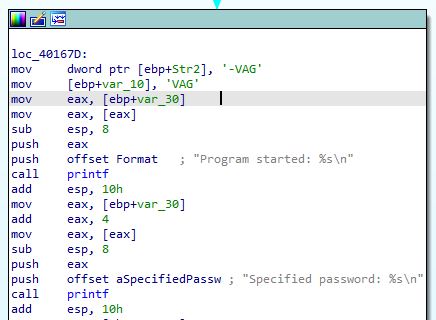 loc_40167D:
mov dword ptr [ebp+Str2], '-VAG'
mov [ebp+var_10], 'VAG'
mov eax, [ebp+var_30]
mov eax, [eax]
sub esp, 8
push eax
push offset Format ; "Program started: %s\n"
call printf
add esp, 10h
mov eax, [ebp+var_30]
add eax, 4
mov eax, [eax]
sub esp, 8
push eax
push offset aSpecifiedPassw ; "Specified password: %s\n"
call printf
add esp, 10h